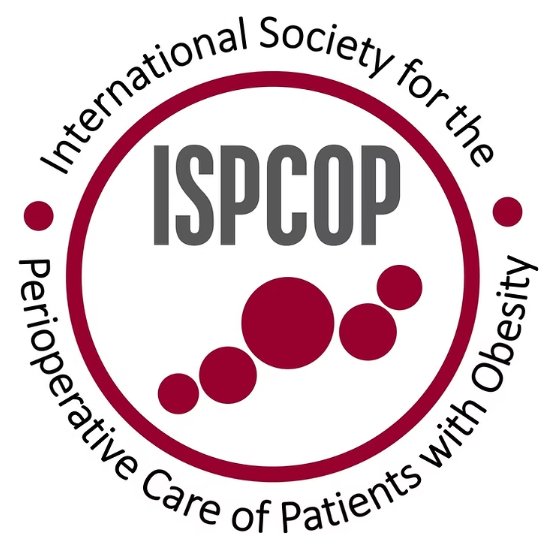 International Society for the
ISPCOP
Perioperative Care of Patients with Obesity